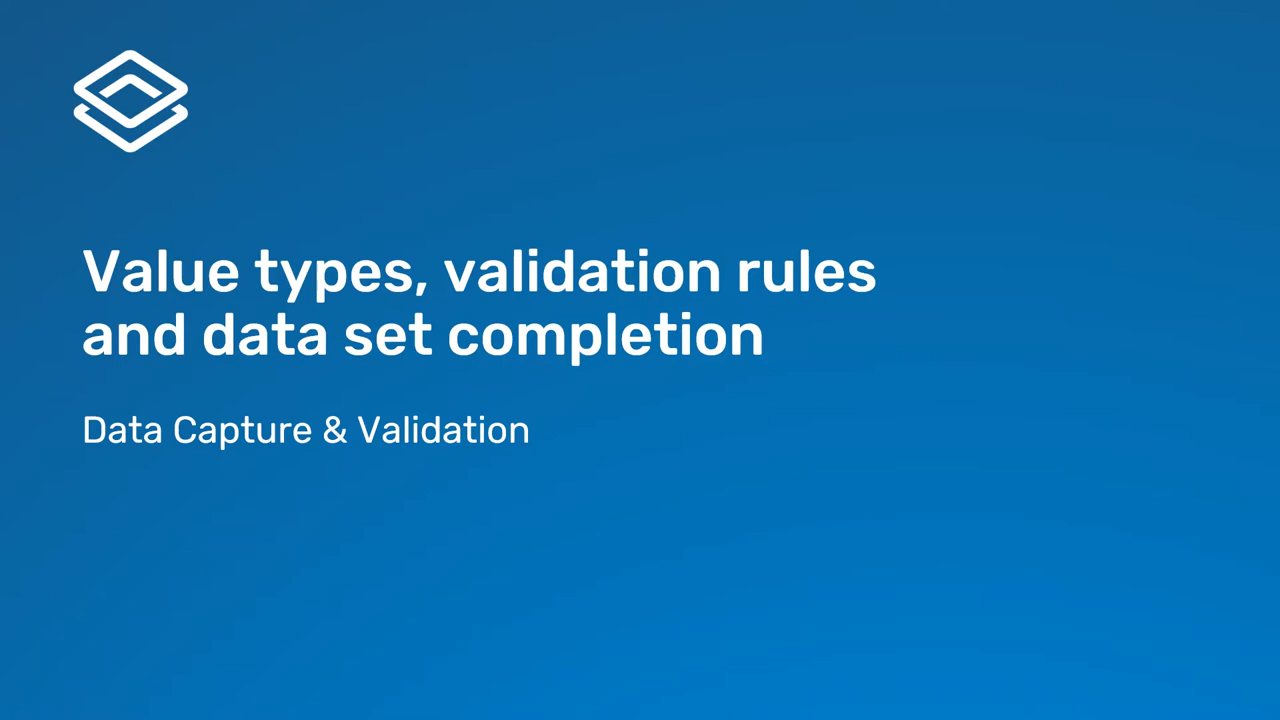 Value types, validation rules
and data set completion
Data Capture & Validation